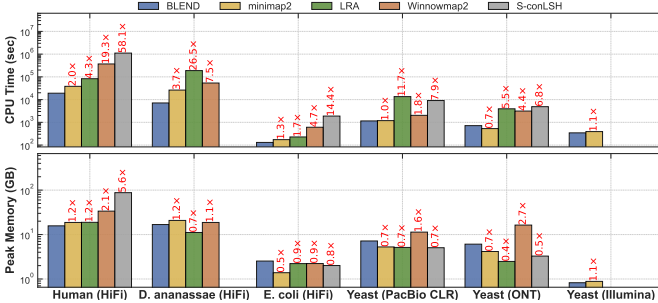 BLEND minimap2 LRA Winnowmap2 S-conLSH
CPU Time (sec)
10⁷
10⁶
10⁵
10⁴
10³
10²
2.0× 4.3× 19.3× 58.1×
3.7× 26.5× 7.5×
1.3× 1.7× 4.7× 14.4×
1.0× 11.7× 1.8× 7.9×
0.7× 5.5× 4.4× 6.8×
1.1×
Peak Memory (GB)
10²
10¹
10⁰
1.2× 1.2× 2.1× 5.6×
1.2× 0.7× 1.1×
0.5× 0.9× 0.9× 0.8×
0.7× 0.7× 1.6× 0.7×
0.7× 0.4× 2.7× 0.5×
1.1×
Human (HiFi) D. ananassae (HiFi) E. coli (HiFi) Yeast (PacBio CLR) Yeast (ONT) Yeast (Illumina)